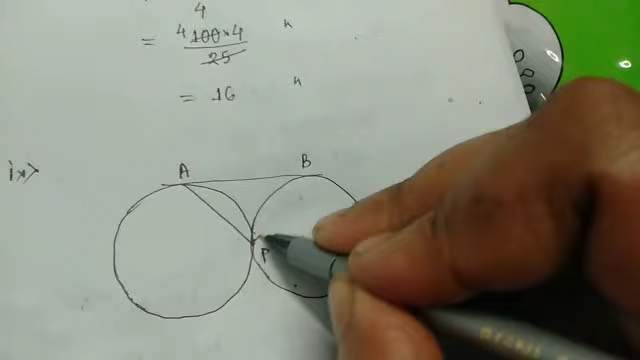 4
= 4 100×4 / 25 "
= 16 "
ix>
A B
P